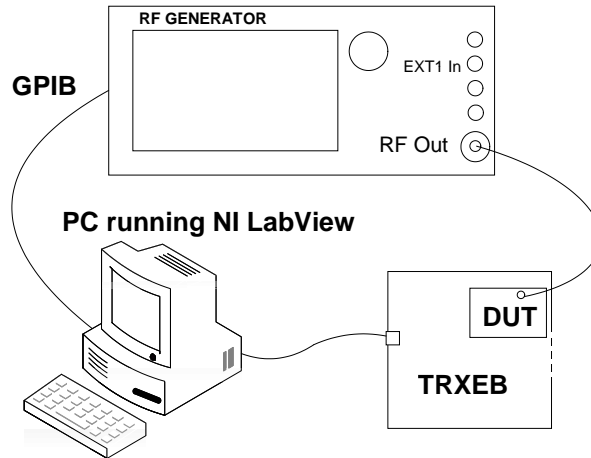 RF GENERATOR
EXT1 In
GPIB
RF Out
PC running NI LabView
DUT
TRXEB